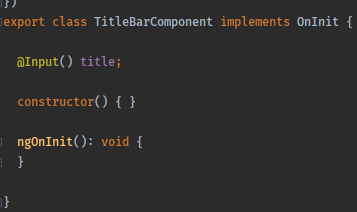 })
export class TitleBarComponent implements OnInit {
@Input() title;
constructor() { }
ngOnInit(): void {
}
}